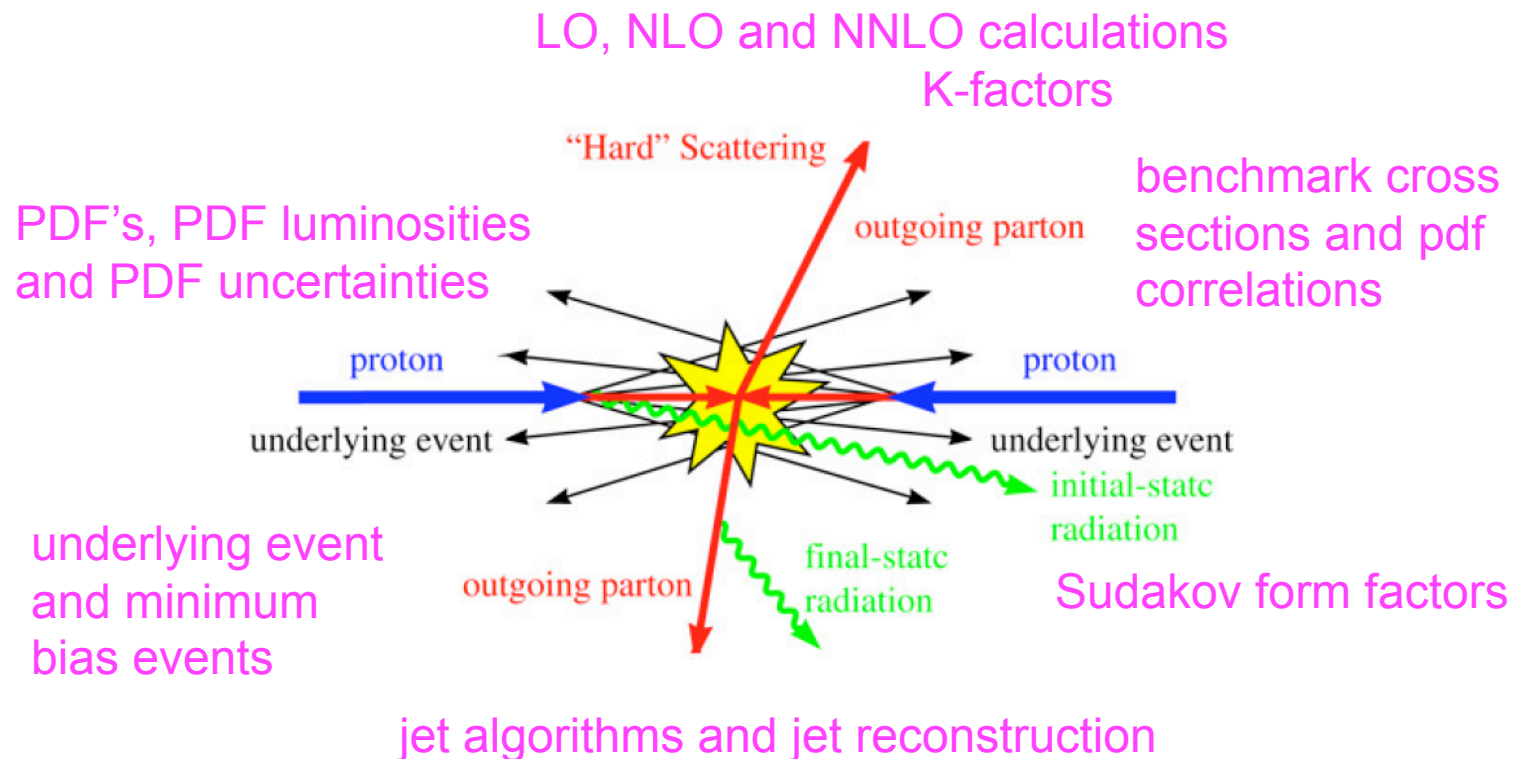 LO, NLO and NNLO calculations
K-factors
“Hard” Scattering
benchmark cross
sections and pdf
correlations
PDF's, PDF luminosities
and PDF uncertainties
outgoing parton
proton
proton
underlying event
underlying event
initial-statc
radiation
underlying event
and minimum
bias events
outgoing parton
final-statc
radiation
Sudakov form factors
jet algorithms and jet reconstruction